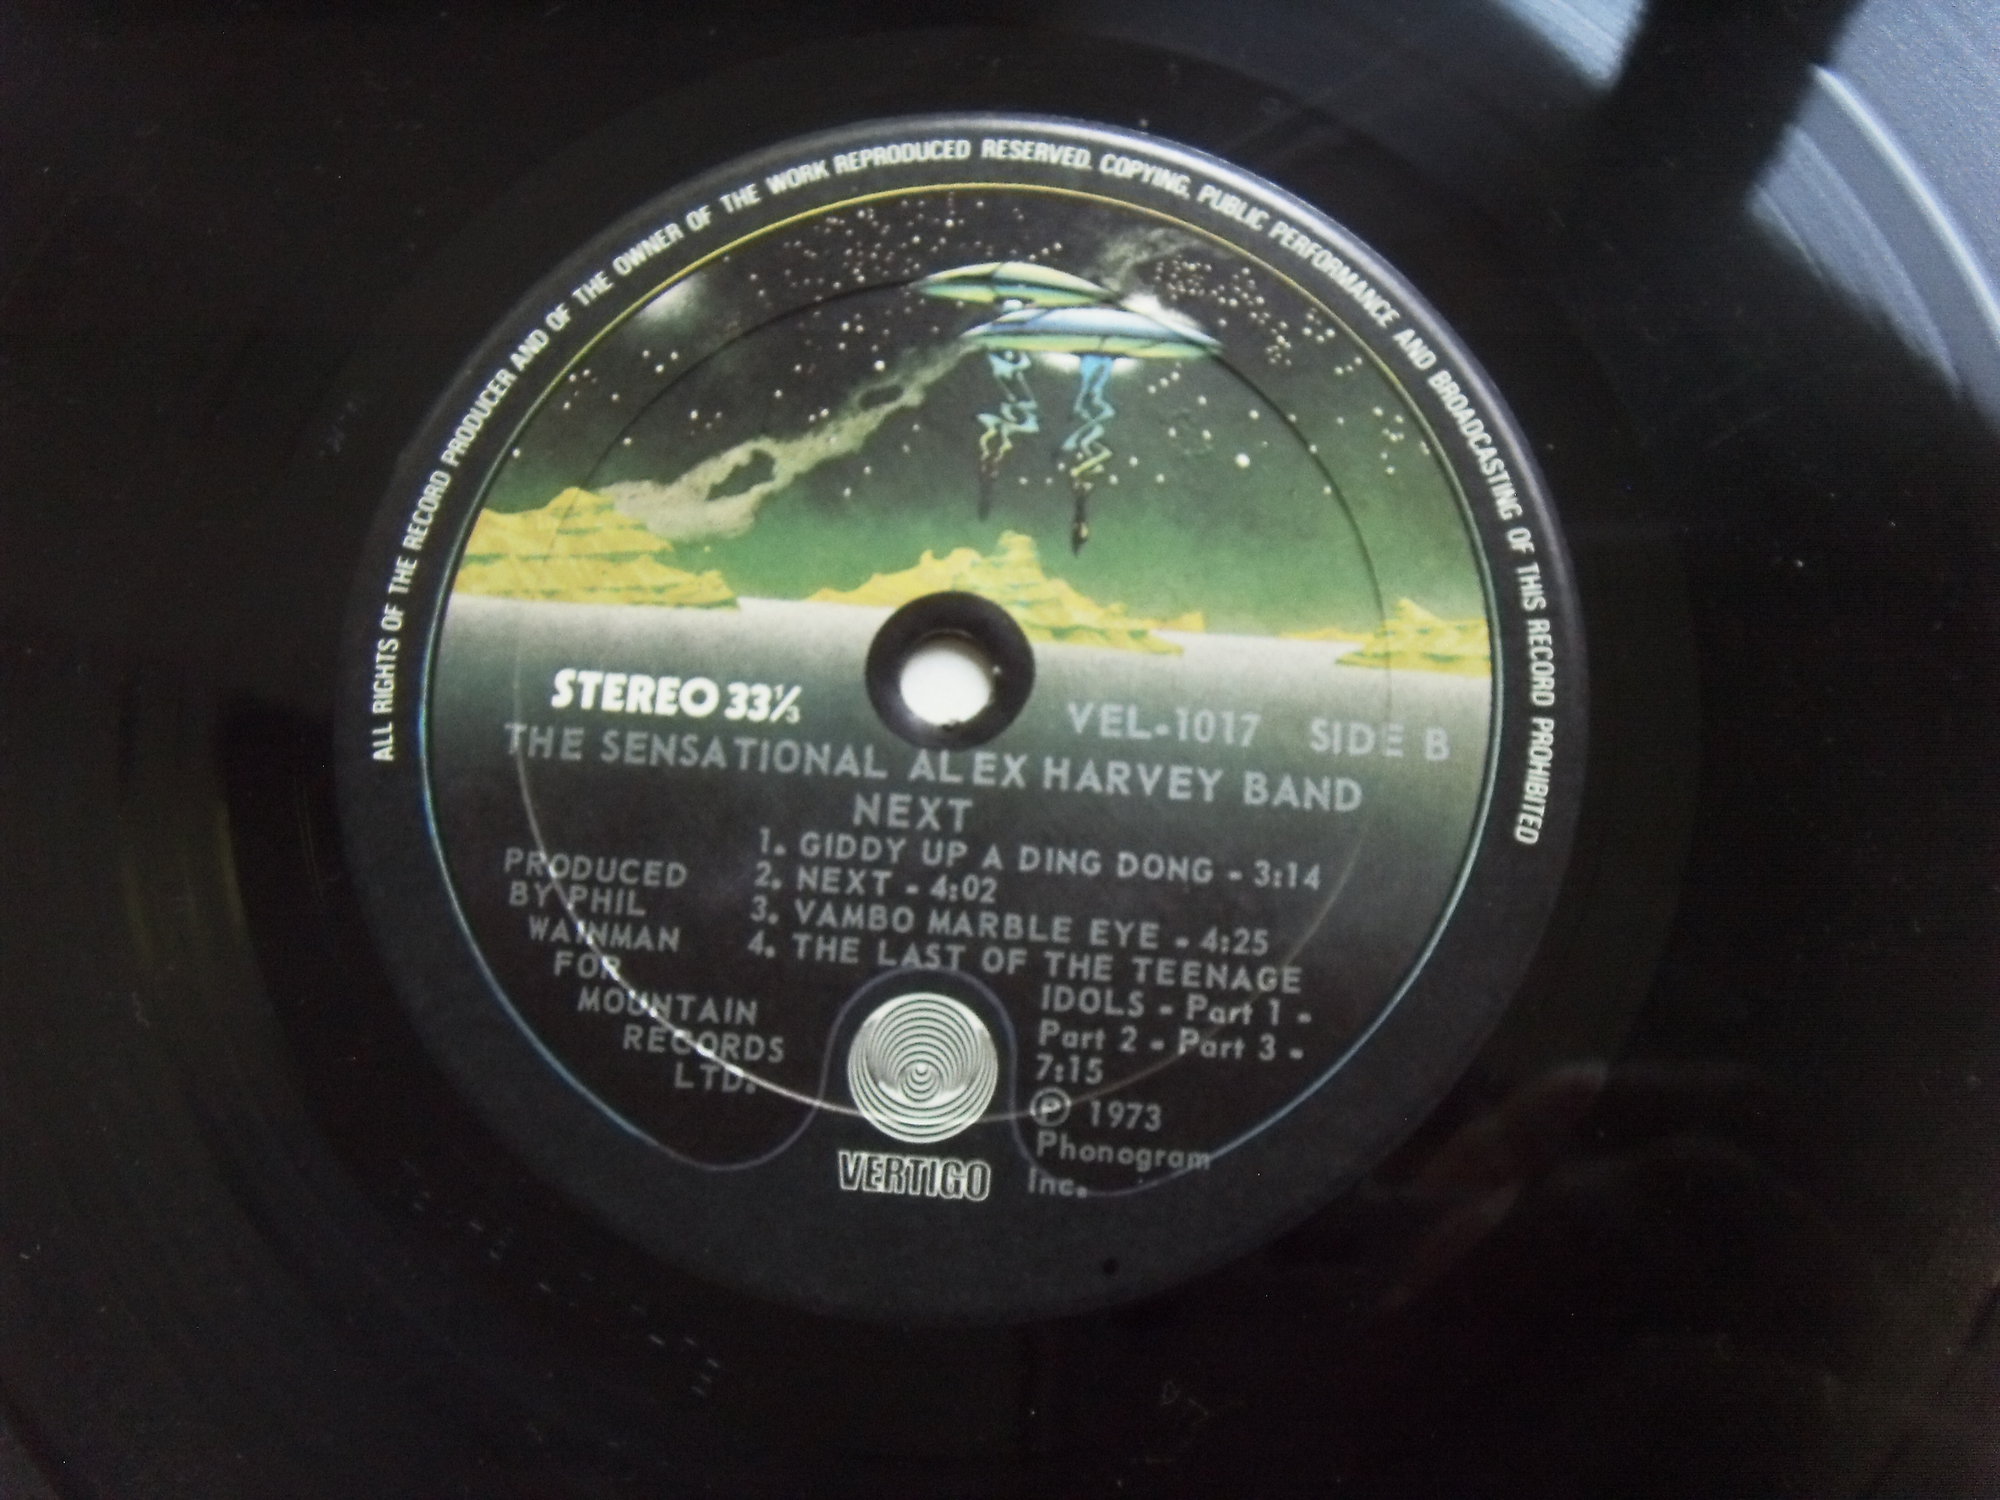 ALL RIGHTS OF THE RECORD PRODUCER AND OF THE OWNER OF THE WORK REPRODUCED RESERVED. COPYING, PUBLIC PERFORMANCE AND BROADCASTING OF THIS RECORD PROHIBITED
STEREO 33⅓
VEL-1017 SIDE B
THE SENSATIONAL ALEX HARVEY BAND
NEXT
1. GIDDY UP A DING DONG - 3:14
2. NEXT - 4:02
3. VAMBO MARBLE EYE - 4:25
4. THE LAST OF THE TEENAGE
IDOLS - Part 1 -
Part 2 - Part 3 -
7:15
PRODUCED
BY PHIL
WAINMAN
FOR
MOUNTAIN
RECORDS
LTD.
℗ 1973
Phonogram
Inc.
VERTIGO